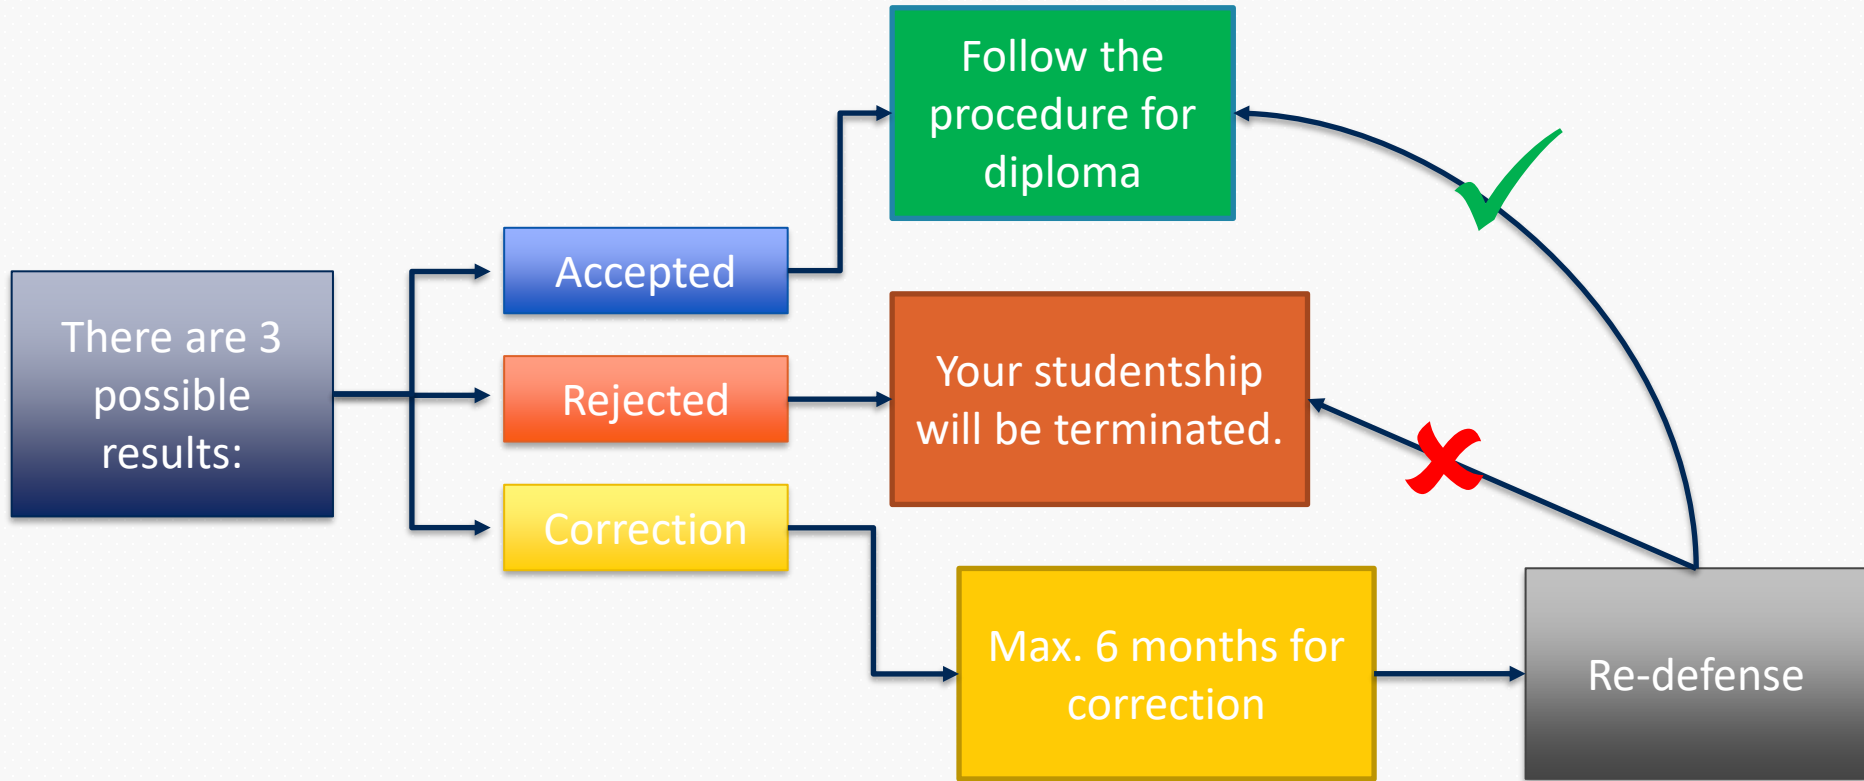 There are 3
possible
results:
Accepted
Rejected
Correction
Follow the
procedure for
diploma
Your studentship
will be terminated.
Max. 6 months for
correction
Re-defense